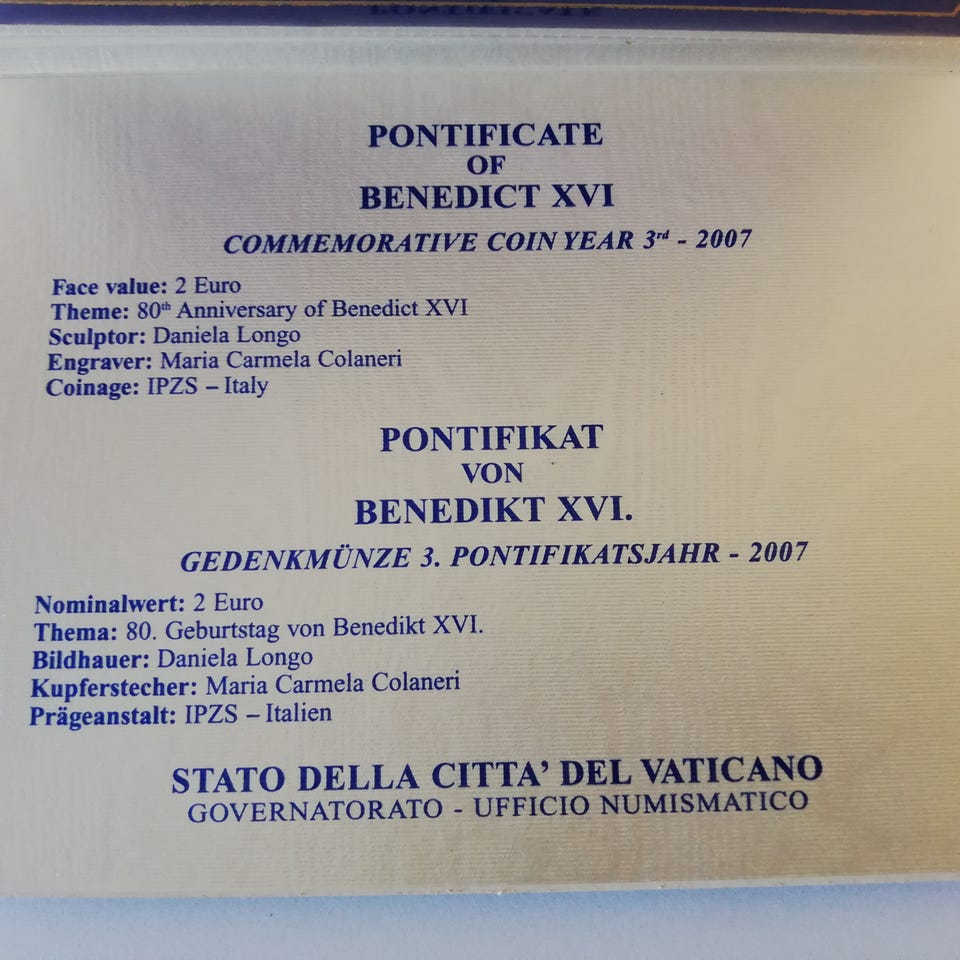 PONTIFICATE
OF
BENEDICT XVI
COMMEMORATIVE COIN YEAR 3rd - 2007
Face value: 2 Euro
Theme: 80th Anniversary of Benedict XVI
Sculptor: Daniela Longo
Engraver: Maria Carmela Colaneri
Coinage: IPZS – Italy
PONTIFIKAT
VON
BENEDIKT XVI.
GEDENKMÜNZE 3. PONTIFIKATSJAHR - 2007
Nominalwert: 2 Euro
Thema: 80. Geburtstag von Benedikt XVI.
Bildhauer: Daniela Longo
Kupferstecher: Maria Carmela Colaneri
Prägeanstalt: IPZS – Italien
STATO DELLA CITTA’ DEL VATICANO
GOVERNATORATO - UFFICIO NUMISMATICO